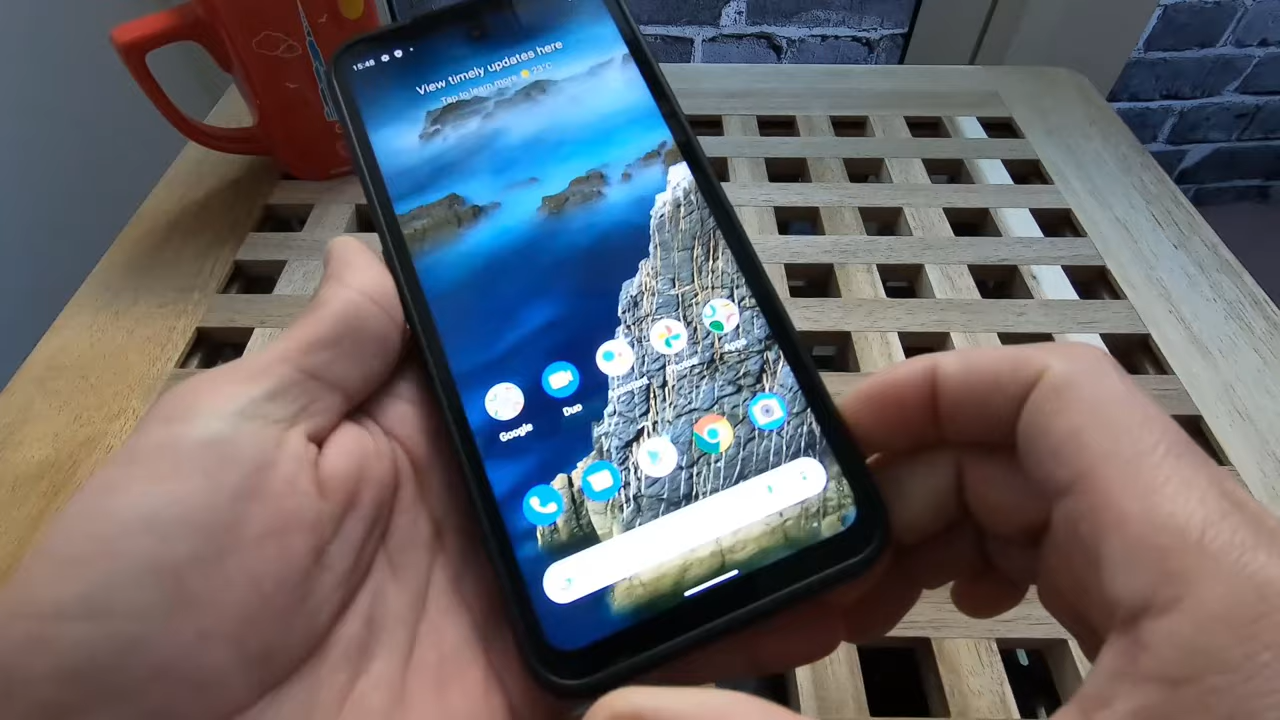 15:48
View timely updates here
Tap to learn more 23°C
Google
Duo